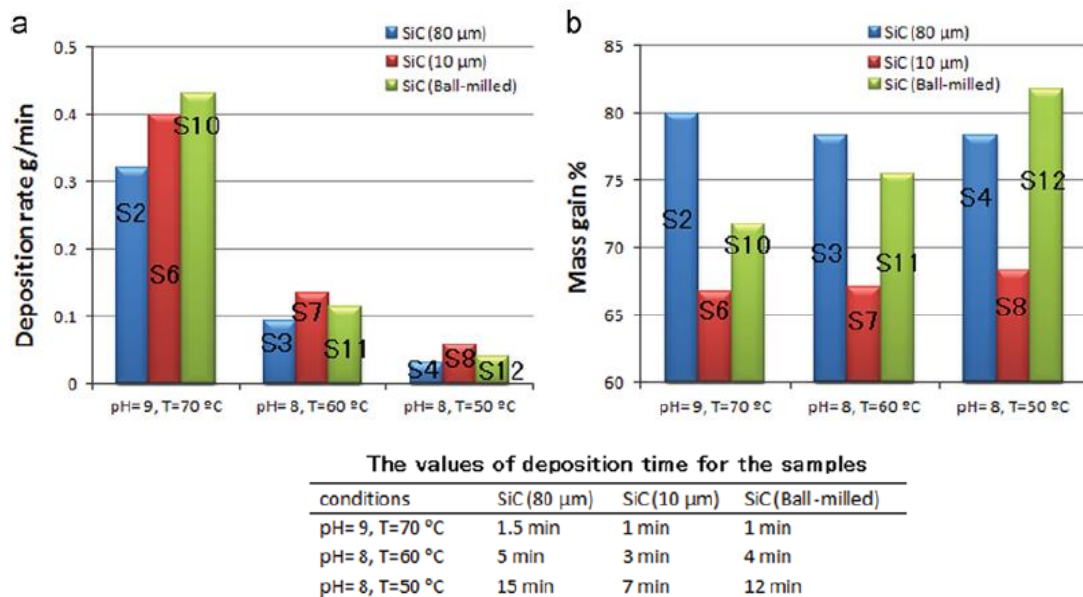 a
SiC (80 µm)
SiC (10 µm)
SiC (Ball-milled)
Deposition rate g/min
0.5
0.4
0.3
0.2
0.1
0
S2
S6
S10
S3
S7
S11
S4
S8
S12
pH= 9, T=70 ºC
pH= 8, T=60 ºC
pH= 8, T=50 ºC
b
SiC (80 µm)
SiC (10 µm)
SiC (Ball-milled)
Mass gain %
85
80
75
70
65
60
S2
S6
S10
S3
S7
S11
S4
S8
S12
pH= 9, T=70 ºC
pH= 8, T=60 ºC
pH= 8, T=50 ºC
The values of deposition time for the samples
conditions SiC (80 µm) SiC (10 µm) SiC (Ball-milled)
pH= 9, T=70 ºC 1.5 min 1 min 1 min
pH= 8, T=60 ºC 5 min 3 min 4 min
pH= 8, T=50 ºC 15 min 7 min 12 min